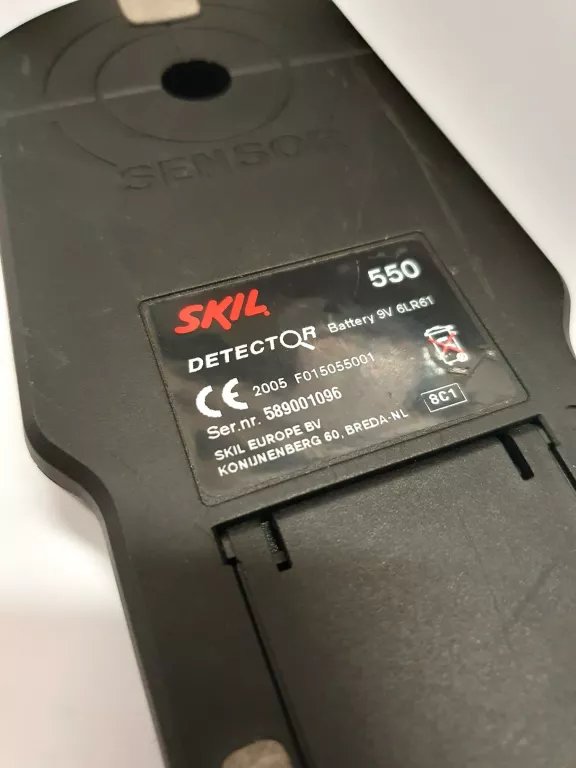 SENSOR
SKIL 550
DETECTOR Battery 9V 6LR61
CE 2005 F015055001
Ser.nr. 589001096
8C1
SKIL EUROPE BV
KONIJNENBERG 60, BREDA-NL